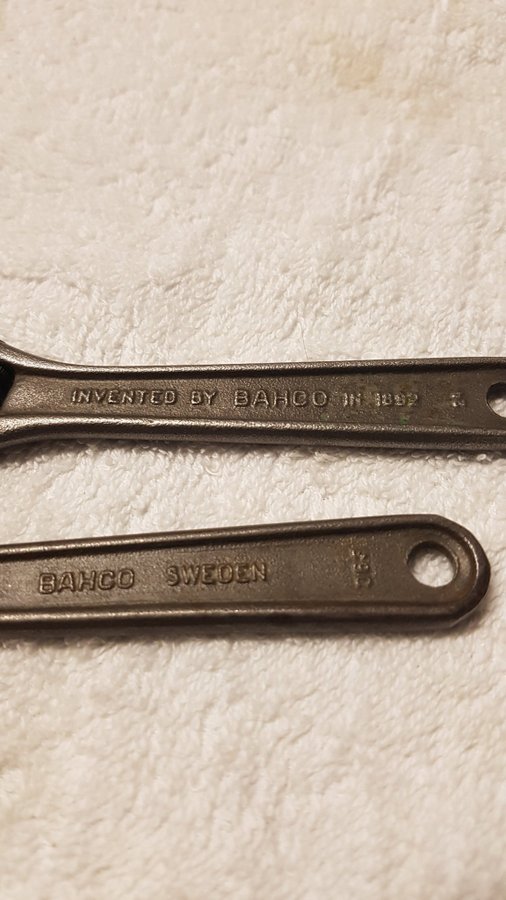 INVENTED BY BAHCO IN 1892
BAHCO SWEDEN